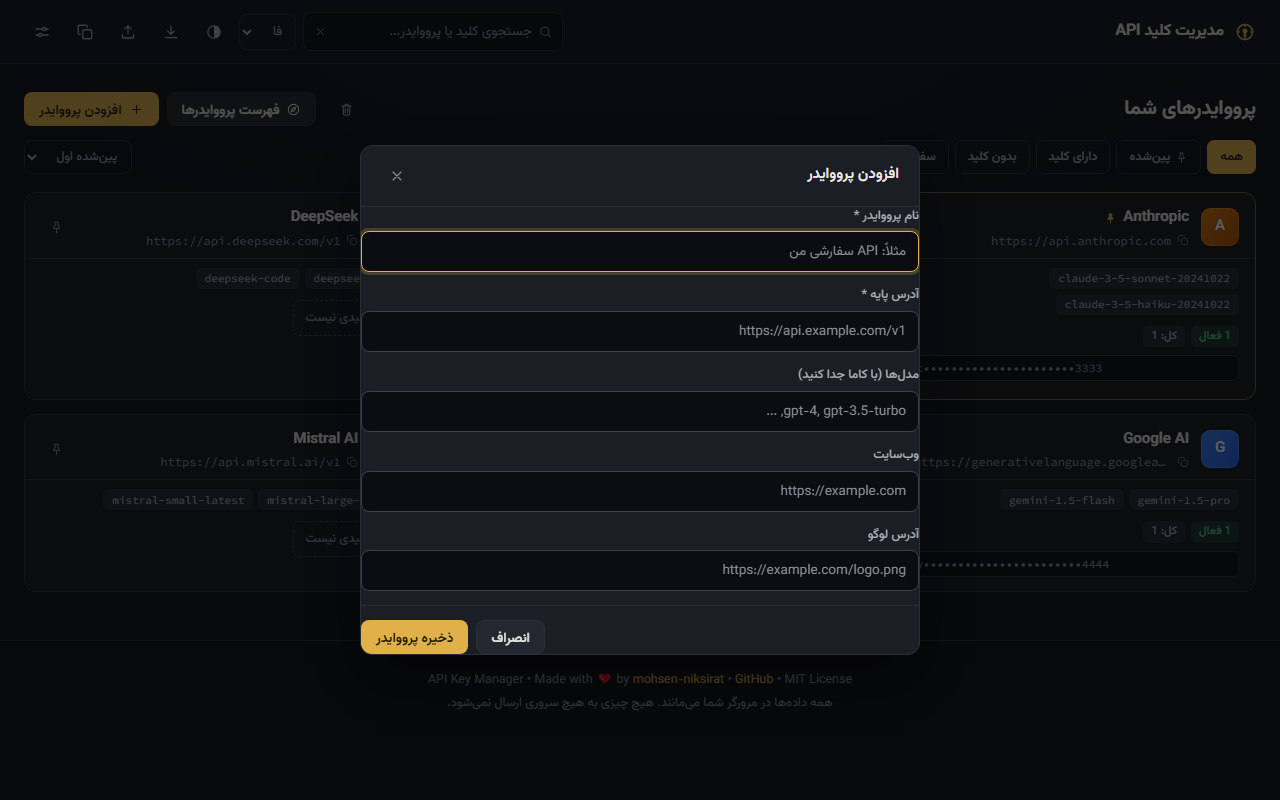 مدیریت کلید API
جستجوی کلید یا پرووایدر...
فا
پرووایدرهای شما
فهرست پرووایدرها
افزودن پرووایدر
همه
پین‌شده
دارای کلید
بدون کلید
پین‌شده اول
Anthropic
https://api.anthropic.com
claude-3-5-sonnet-20241022
claude-3-5-haiku-20241022
1 فعال
کل: 1
••••••••••••••••••••••3333
DeepSeek
https://api.deepseek.com/v1
deepseek-code
Google AI
gemini-1.5-pro
gemini-1.5-flash
1 فعال
کل: 1
••••••••••••••••••••••4444
Mistral AI
https://api.mistral.ai/v1
mistral-small-latest
افزودن پرووایدر
نام پرووایدر *
مثلاً: API سفارشی من
آدرس پایه *
https://api.example.com/v1
مدل‌ها (با کاما جدا کنید)
gpt-4, gpt-3.5-turbo, ...
وب‌سایت
https://example.com
آدرس لوگو
https://example.com/logo.png
انصراف
ذخیره پرووایدر
API Key Manager • Made with ❤ by mohsen-niksirat • GitHub • MIT License
همه داده‌ها در مرورگر شما می‌مانند. هیچ چیزی به هیچ سروری ارسال نمی‌شود.